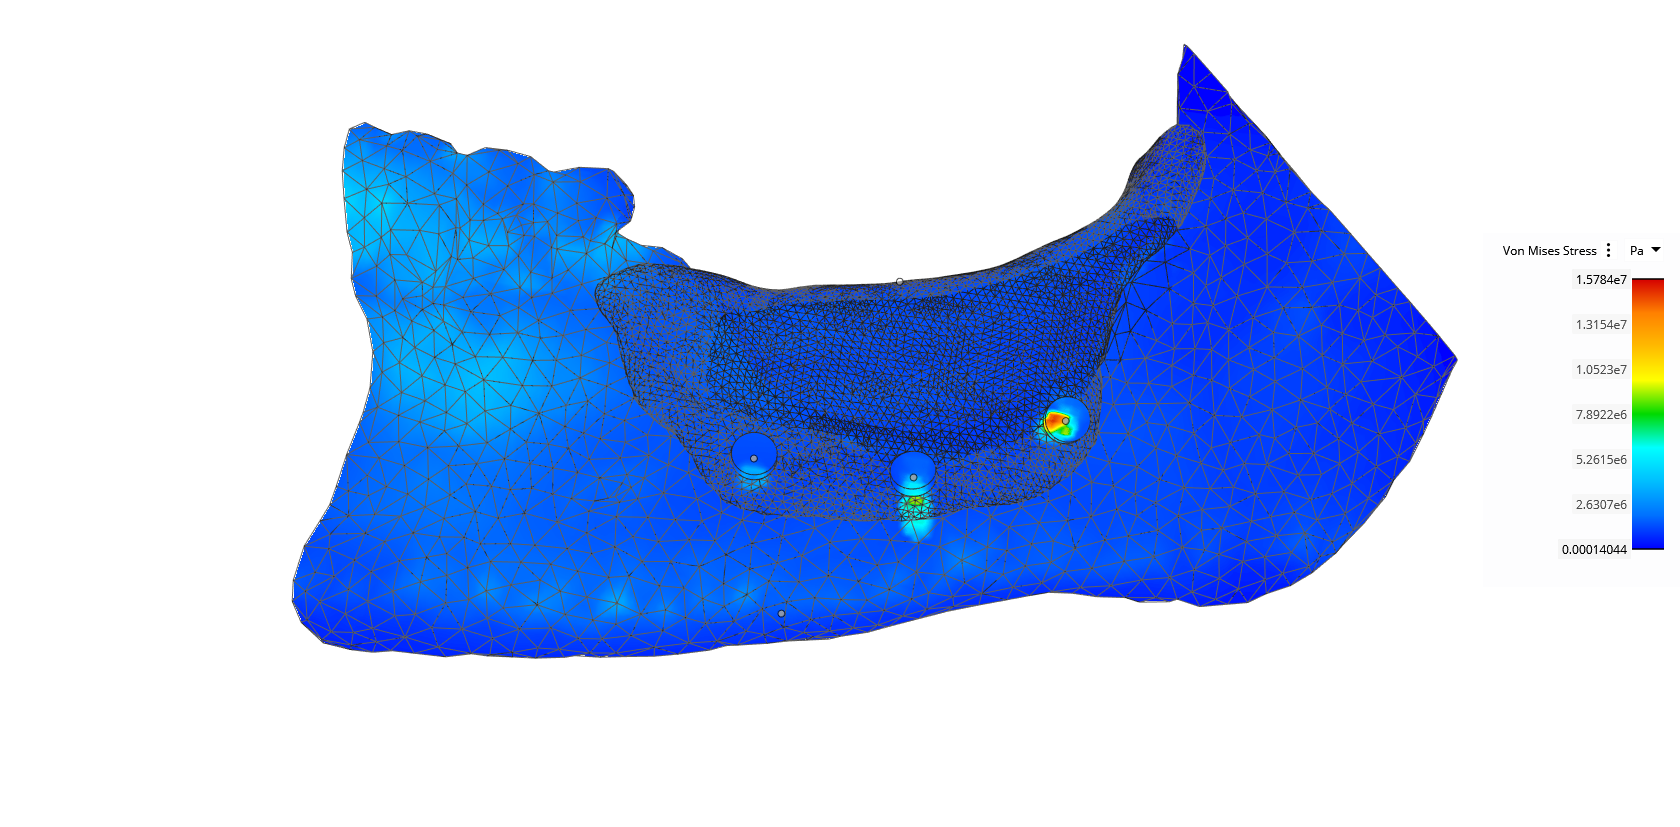 Von Mises Stress Pa
1.5784e7
1.3154e7
1.0523e7
7.8922e6
5.2615e6
2.6307e6
0.00014044